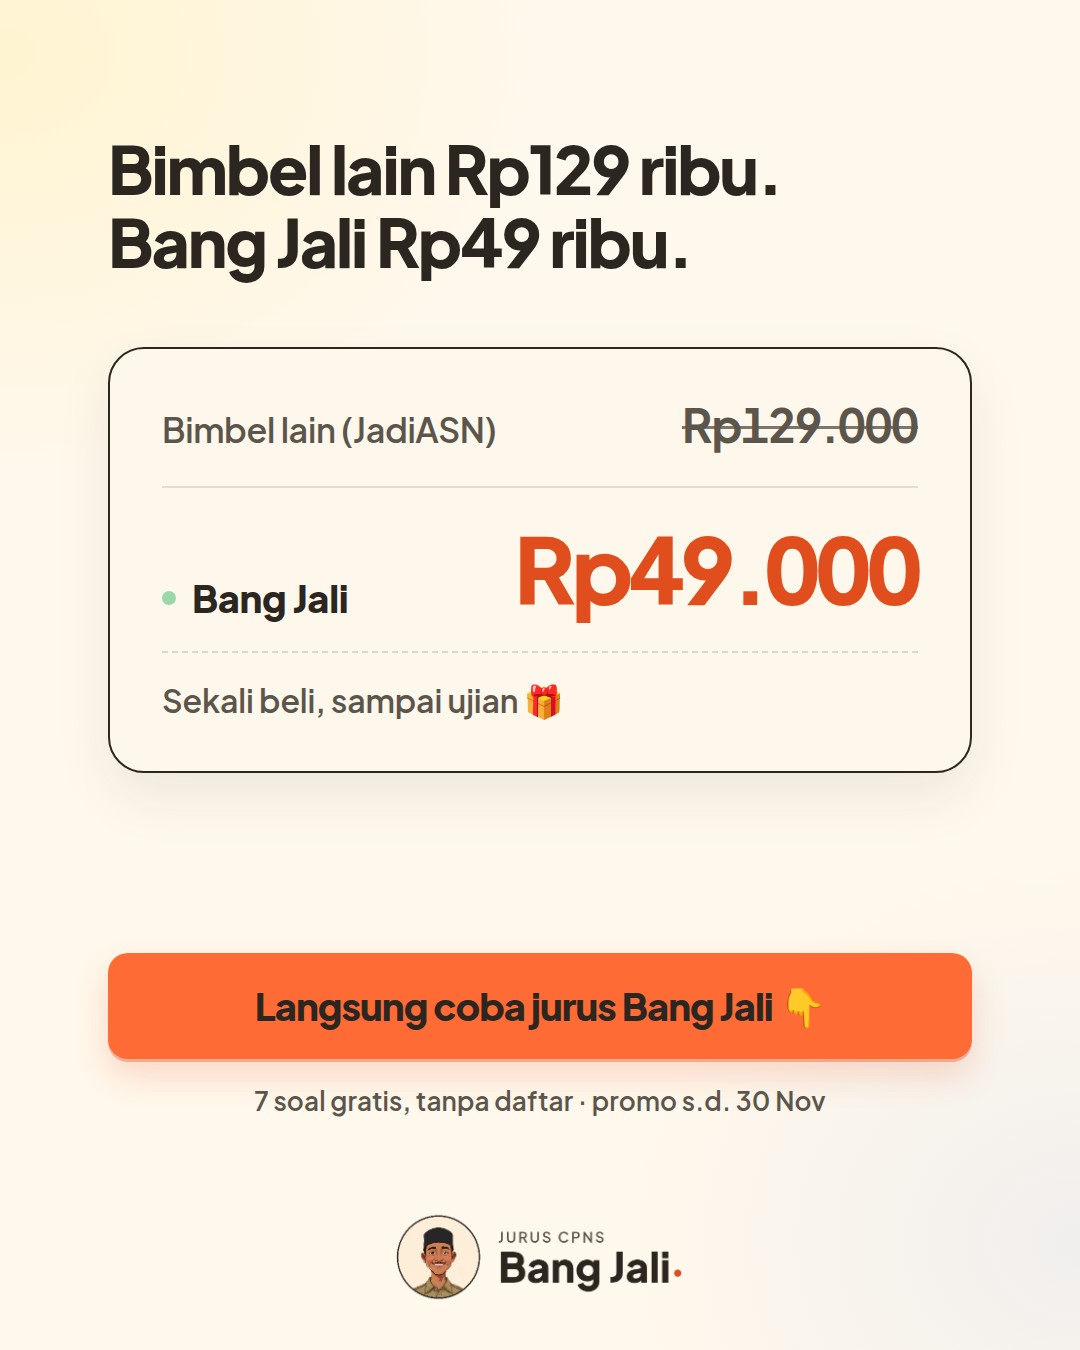 Bimbel lain Rp129 ribu.
Bang Jali Rp49 ribu.
Bimbel lain (JadiASN) Rp129.000
Bang Jali Rp49.000
Sekali beli, sampai ujian 🎁
Langsung coba jurus Bang Jali 👇
7 soal gratis, tanpa daftar · promo s.d. 30 Nov
JURUS CPNS
Bang Jali